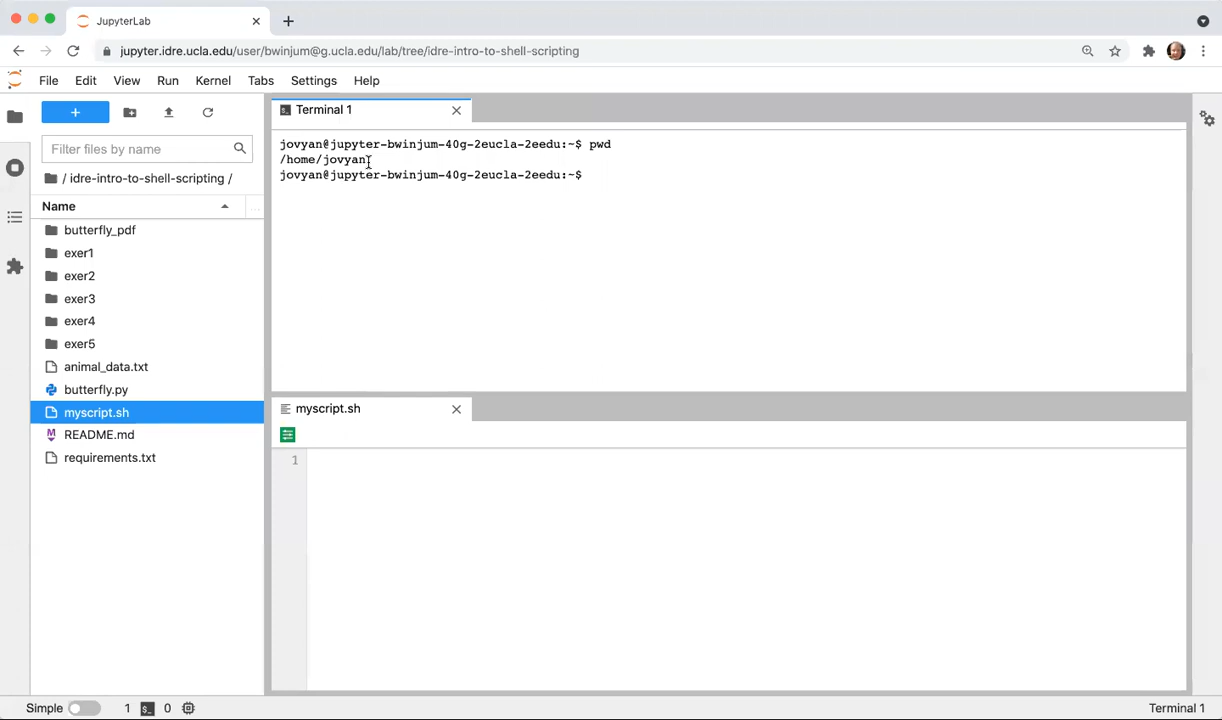 JupyterLab
jupyter.idre.ucla.edu/user/bwinjum@g.ucla.edu/lab/tree/idre-intro-to-shell-scripting
File Edit View Run Kernel Tabs Settings Help
+
Filter files by name
/ idre-intro-to-shell-scripting /
Name
butterfly_pdf
exer1
exer2
exer3
exer4
exer5
animal_data.txt
butterfly.py
myscript.sh
README.md
requirements.txt
Terminal 1
jovyan@jupyter-bwinjum-40g-2eucla-2eedu:~$ pwd
/home/jovyan
jovyan@jupyter-bwinjum-40g-2eucla-2eedu:~$
myscript.sh
1
Simple 1 $_ 0 Terminal 1